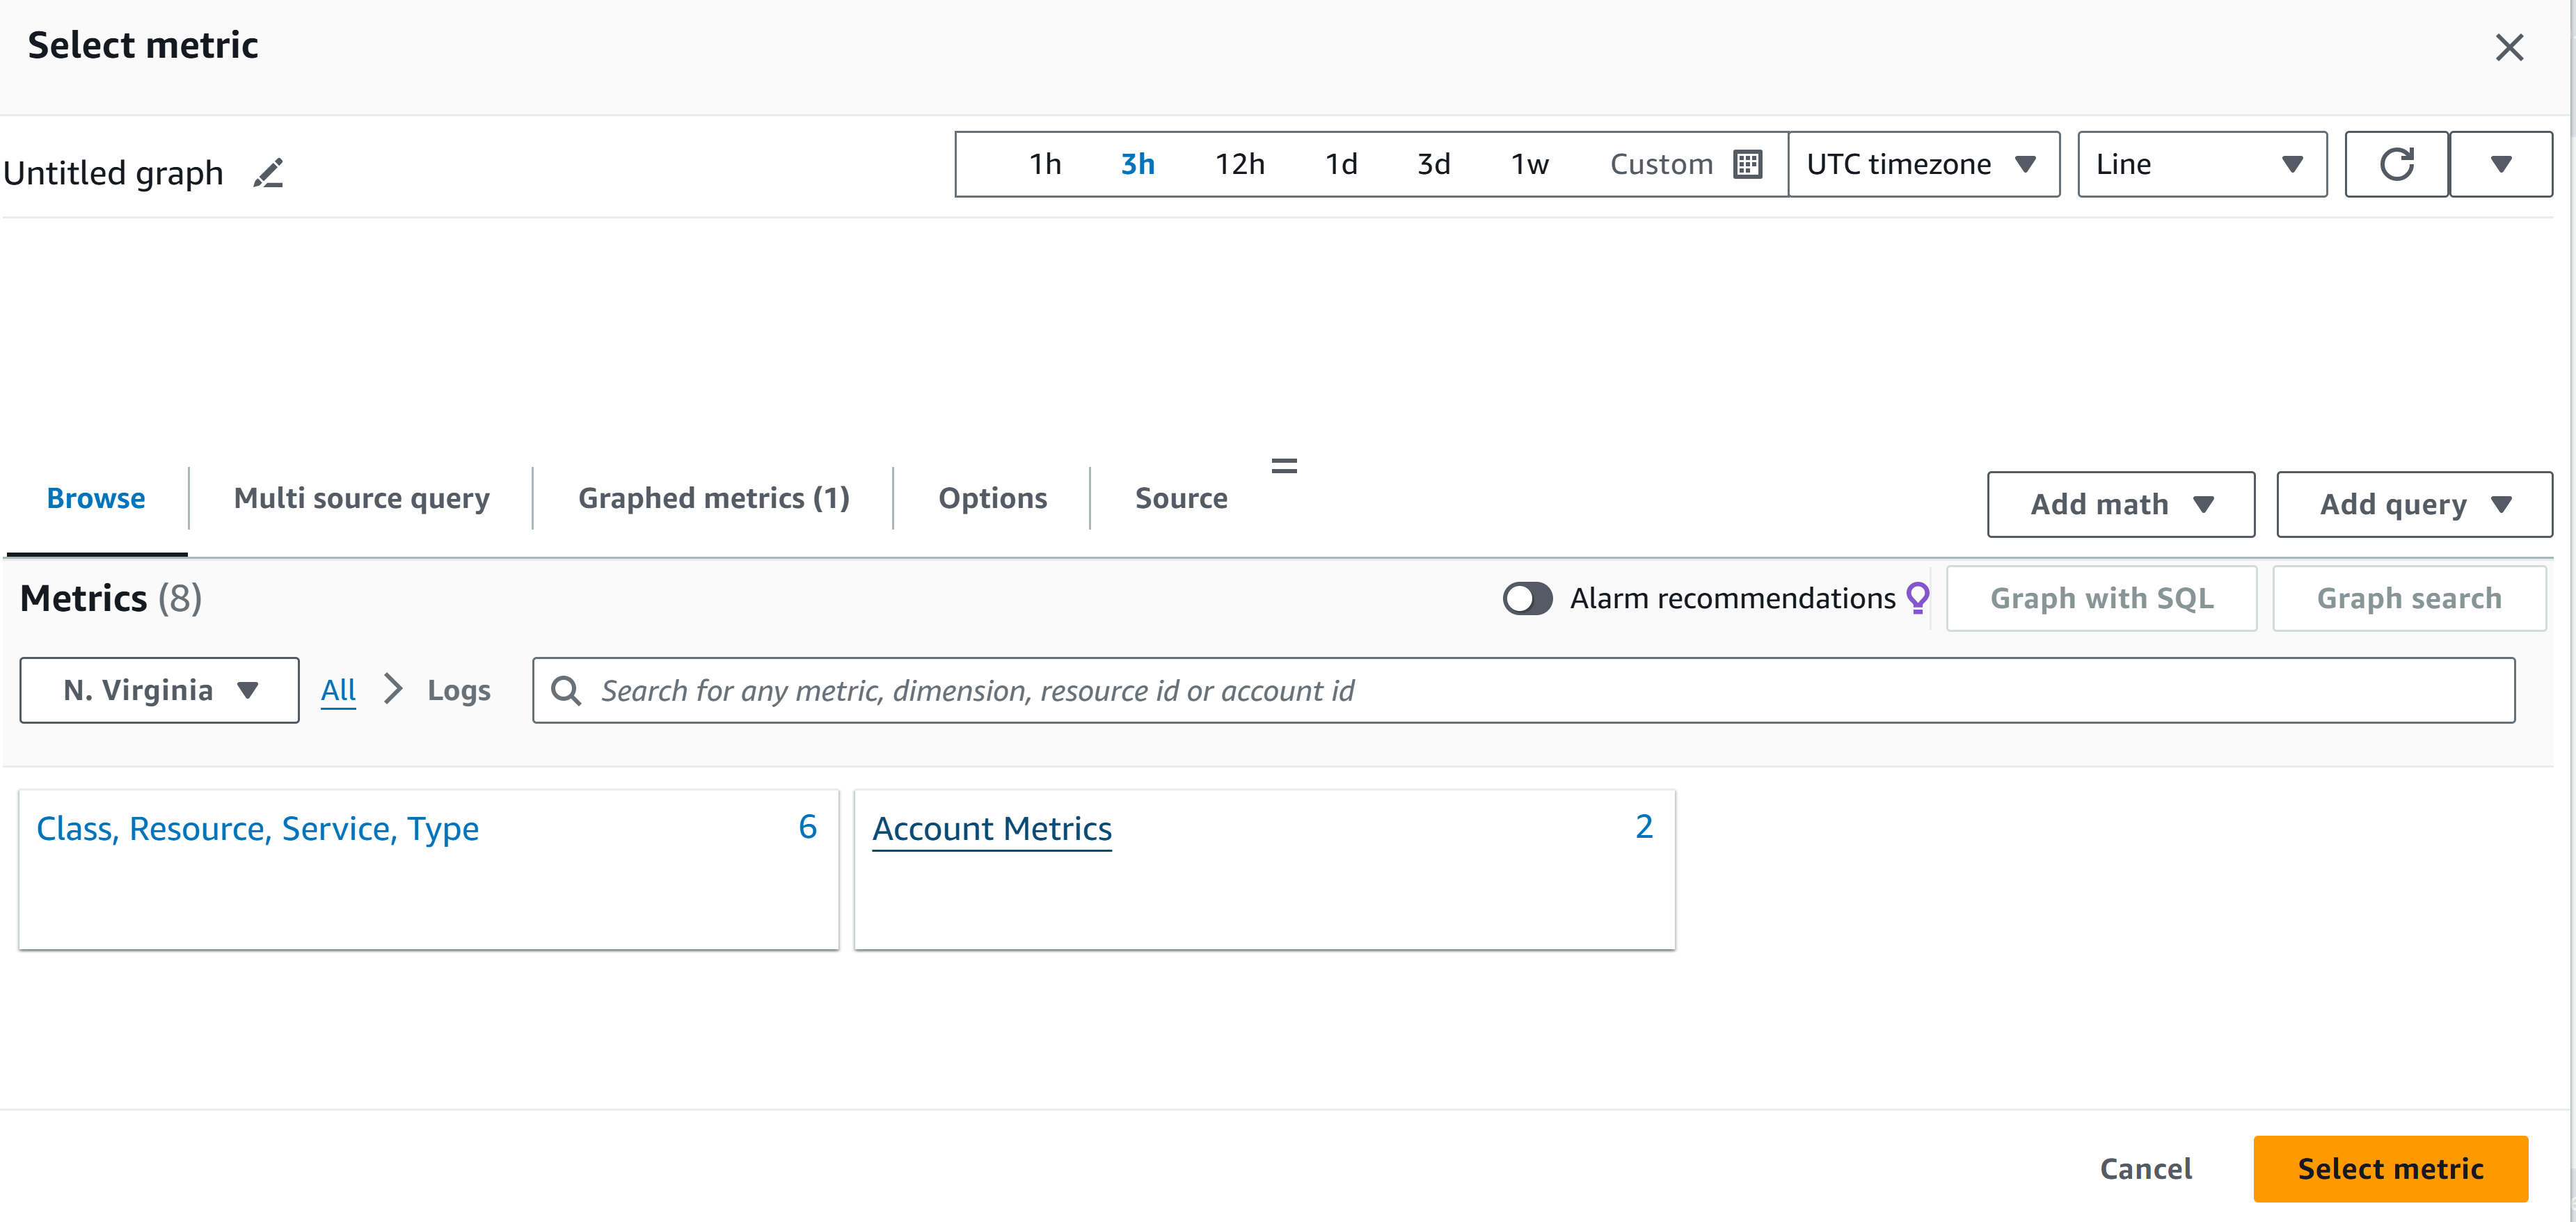 Select metric
Untitled graph
1h 3h 12h 1d 3d 1w Custom UTC timezone Line
Browse Multi source query Graphed metrics (1) Options Source Add math Add query
Metrics (8) Alarm recommendations Graph with SQL Graph search
N. Virginia All Logs Search for any metric, dimension, resource id or account id
Class, Resource, Service, Type 6 Account Metrics 2
Cancel Select metric